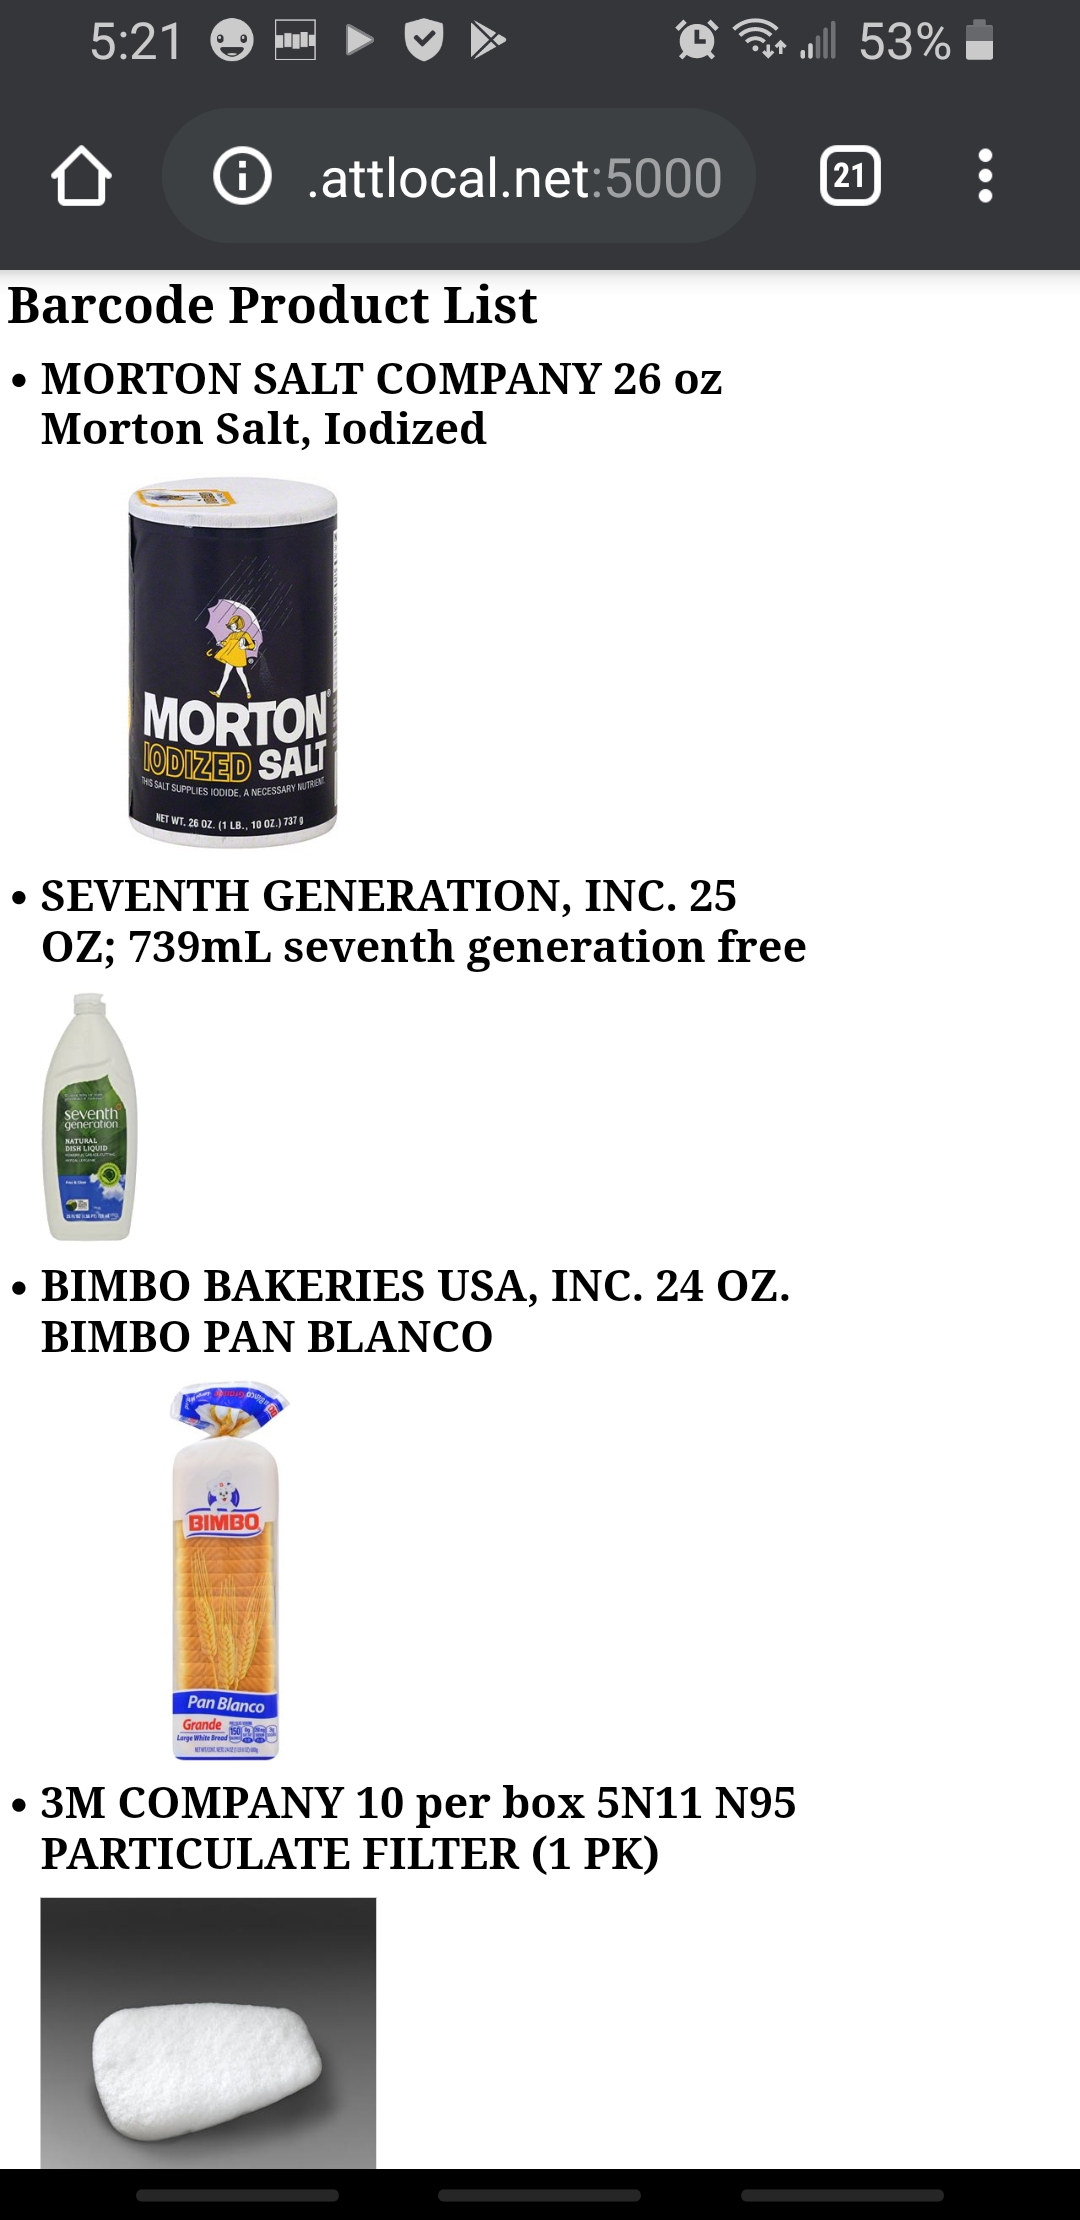 5:21
53%
.attlocal.net:5000
21
Barcode Product List
• MORTON SALT COMPANY 26 oz
Morton Salt, Iodized
MORTON
IODIZED SALT
THIS SALT SUPPLIES IODIDE, A NECESSARY NUTRIENT
NET WT. 26 OZ. (1 LB., 10 OZ.) 737 g
• SEVENTH GENERATION, INC. 25
OZ; 739mL seventh generation free
seventh
generation
NATURAL
DISH LIQUID
• BIMBO BAKERIES USA, INC. 24 OZ.
BIMBO PAN BLANCO
BIMBO
Pan Blanco
Grande
Large White Bread
150
• 3M COMPANY 10 per box 5N11 N95
PARTICULATE FILTER (1 PK)